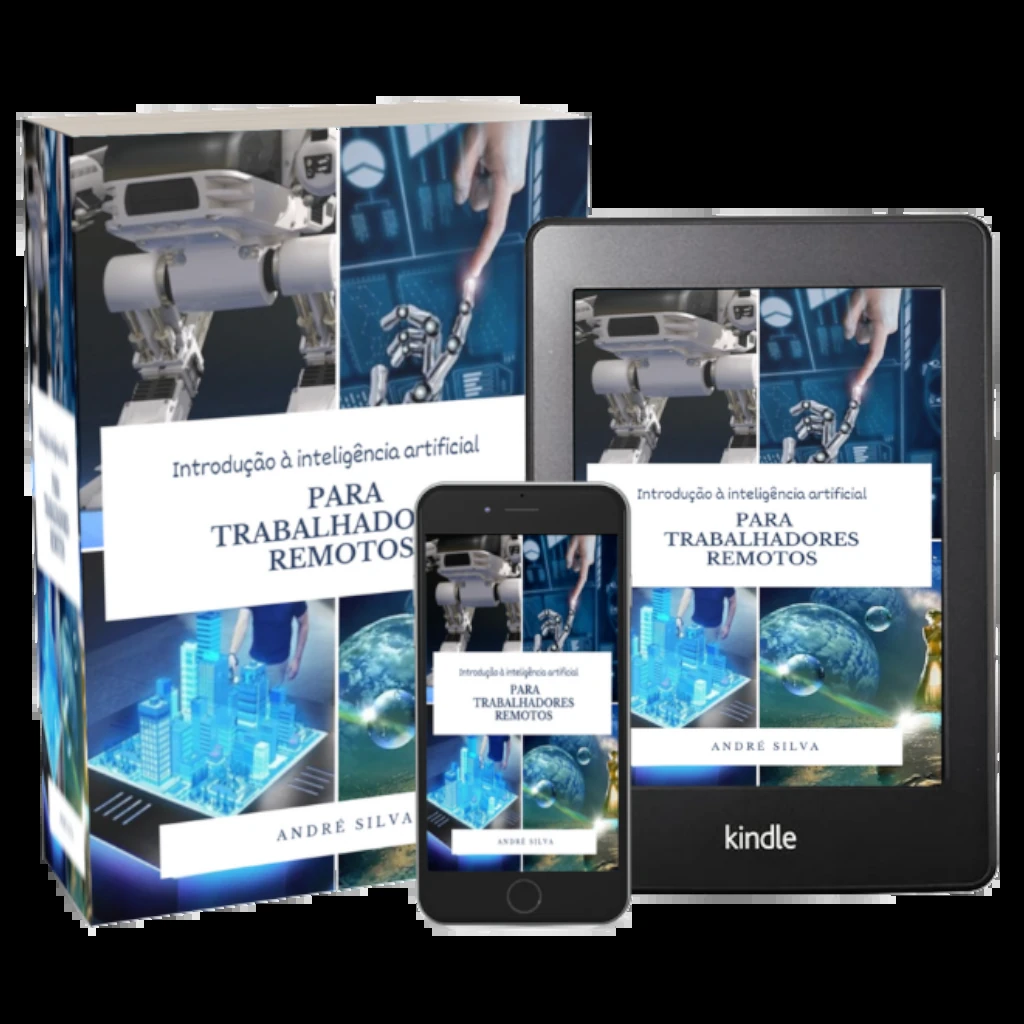 Introdução à inteligência artificial
PARA
TRABALHADO
REMOTOS
ANDRÉ SILVA
Introdução à inteligência artificial
PARA
TRABALHADORES
REMOTOS
ANDRÉ SILVA
kindle
Introdução à inteligência artificial
PARA
TRABALHADORES
REMOTOS
ANDRÉ SILVA